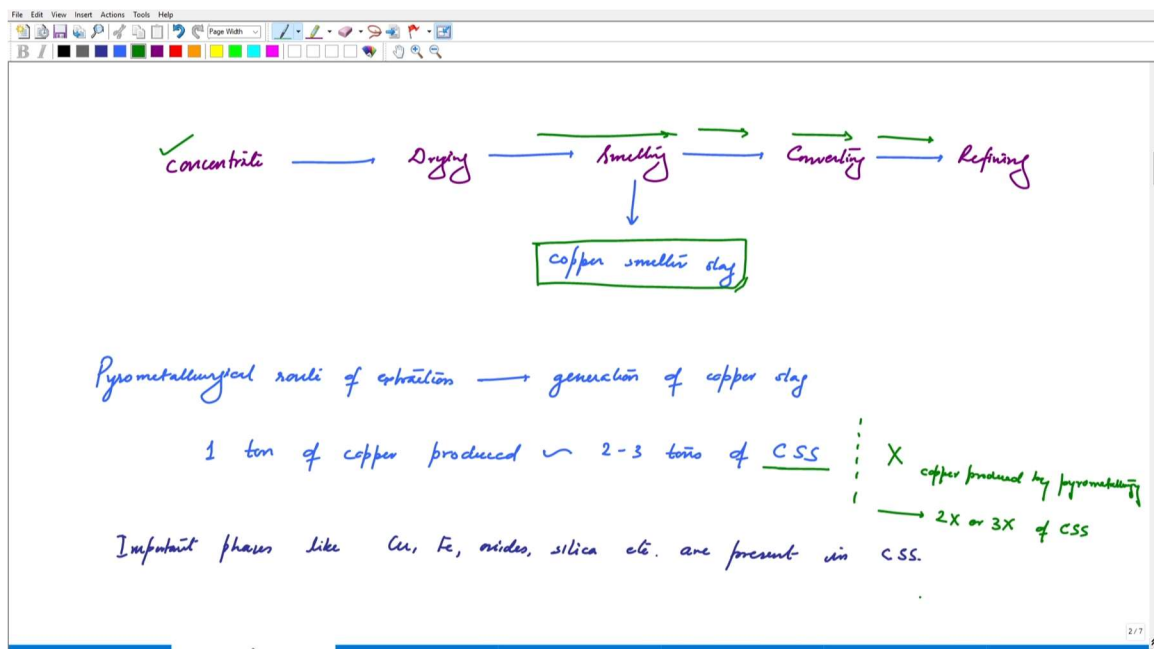 File Edit View Insert Actions Tools Help
Page Width
B I
Concentrate → Drying → Smelting → Converting → Refining
copper smelter slag
Pyrometallurgical route of extraction → generation of copper slag
1 ton of copper produced ~ 2-3 tons of CSS
X copper produced by pyrometallurgy
→ 2X or 3X of CSS
Important phases like Cu, Fe, oxides, silica etc. are present in CSS.
2/7